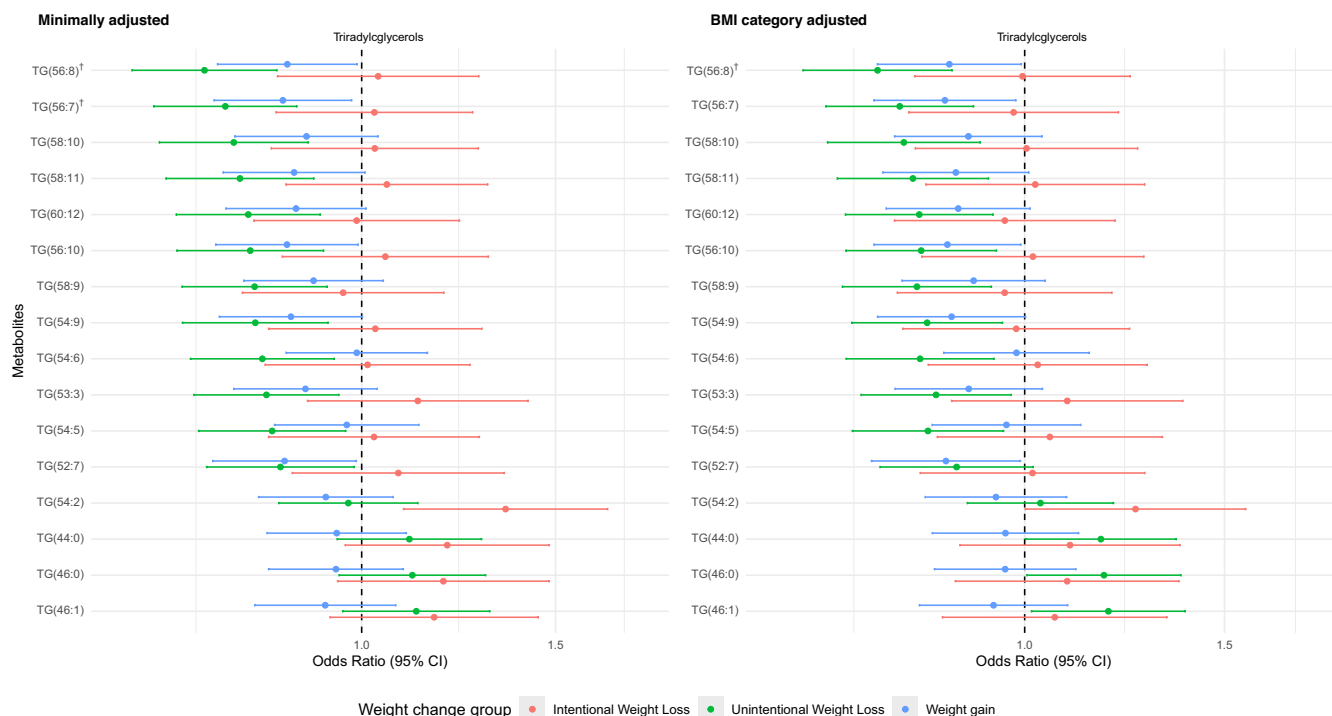 Minimally adjusted
Triradylcglycerols
Metabolites
TG(56:8)†
TG(56:7)†
TG(58:10)
TG(58:11)
TG(60:12)
TG(56:10)
TG(58:9)
TG(54:9)
TG(54:6)
TG(53:3)
TG(54:5)
TG(52:7)
TG(54:2)
TG(44:0)
TG(46:0)
TG(46:1)
1.0 1.5
Odds Ratio (95% CI)
BMI category adjusted
Triradylcglycerols
TG(56:8)†
TG(56:7)
TG(58:10)
TG(58:11)
TG(60:12)
TG(56:10)
TG(58:9)
TG(54:9)
TG(54:6)
TG(53:3)
TG(54:5)
TG(52:7)
TG(54:2)
TG(44:0)
TG(46:0)
TG(46:1)
1.0 1.5
Odds Ratio (95% CI)
Weight change group Intentional Weight Loss Unintentional Weight Loss Weight gain